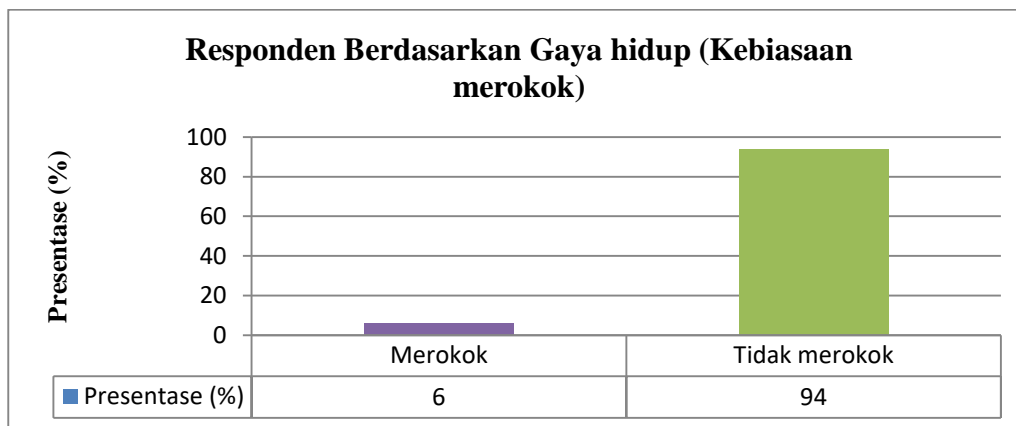 Responden Berdasarkan Gaya hidup (Kebiasaan
merokok)
Presentase (%)
100
80
60
40
20
0
Merokok Tidak merokok
Presentase (%) 6 94